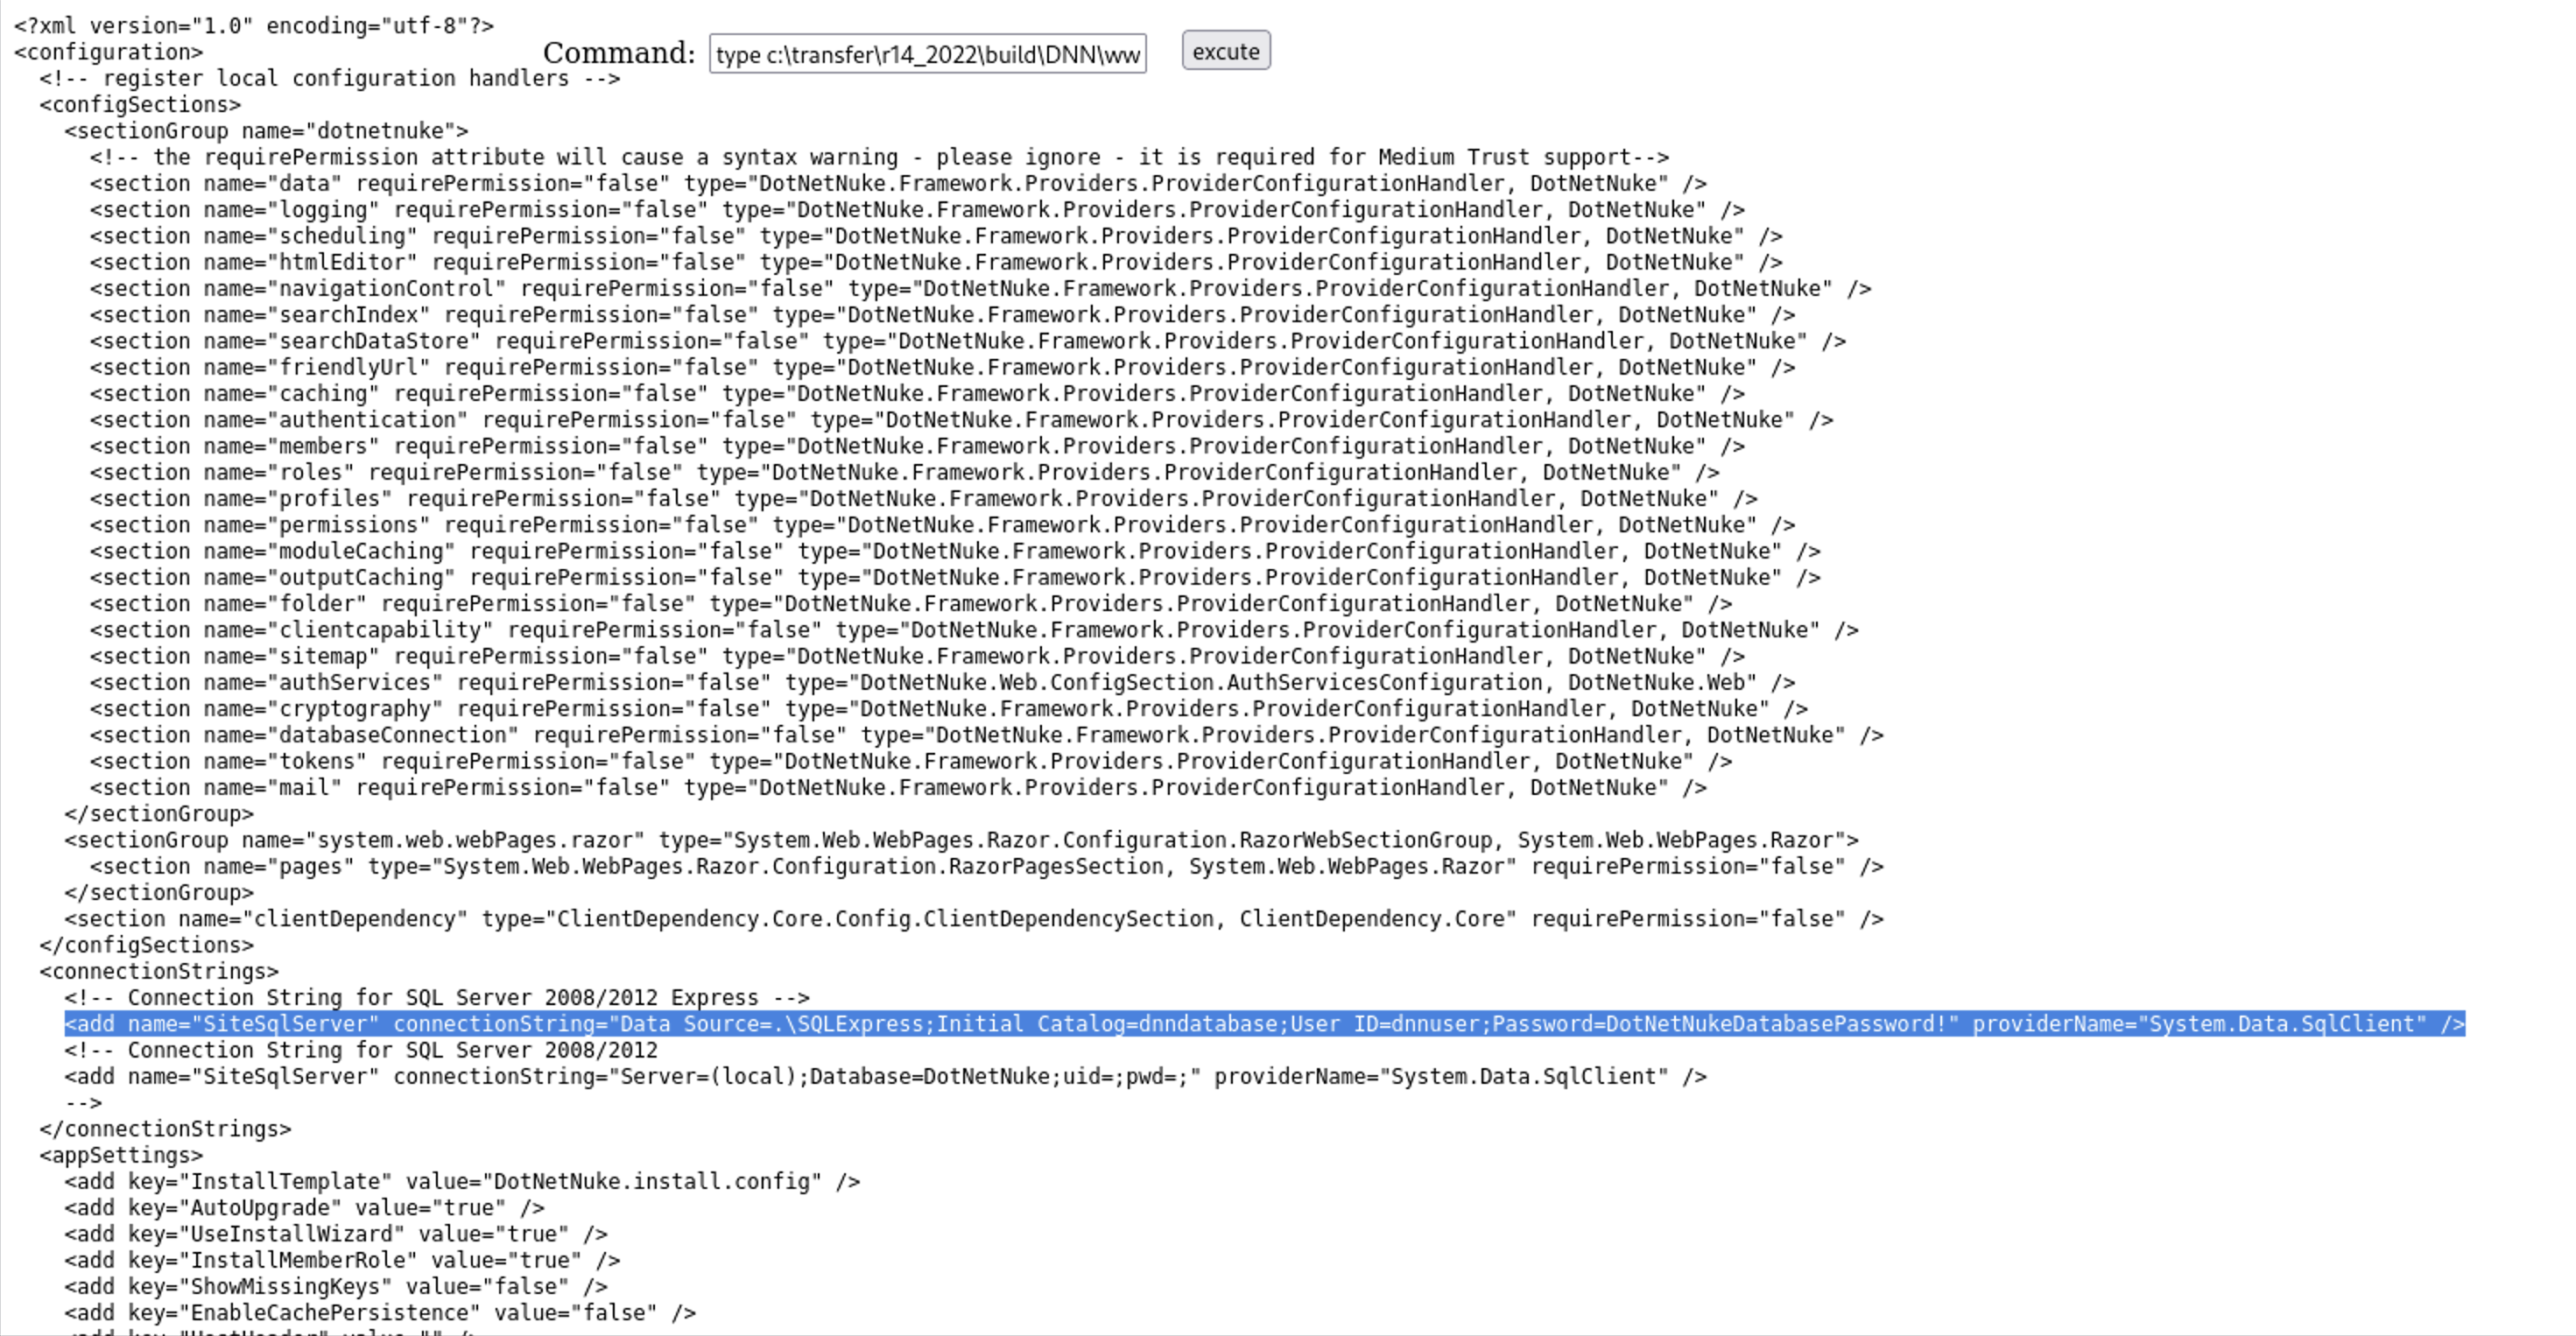 <?xml version="1.0" encoding="utf-8"?>
<configuration>
Command: type c:\transfer\r14_2022\build\DNN\ww excute
<!-- register local configuration handlers -->
<configSections>
<sectionGroup name="dotnetnuke">
<!-- the requirePermission attribute will cause a syntax warning - please ignore - it is required for Medium Trust support-->
<section name="data" requirePermission="false" type="DotNetNuke.Framework.Providers.ProviderConfigurationHandler, DotNetNuke" />
<section name="logging" requirePermission="false" type="DotNetNuke.Framework.Providers.ProviderConfigurationHandler, DotNetNuke" />
<section name="scheduling" requirePermission="false" type="DotNetNuke.Framework.Providers.ProviderConfigurationHandler, DotNetNuke" />
<section name="htmlEditor" requirePermission="false" type="DotNetNuke.Framework.Providers.ProviderConfigurationHandler, DotNetNuke" />
<section name="navigationControl" requirePermission="false" type="DotNetNuke.Framework.Providers.ProviderConfigurationHandler, DotNetNuke" />
<section name="searchIndex" requirePermission="false" type="DotNetNuke.Framework.Providers.ProviderConfigurationHandler, DotNetNuke" />
<section name="searchDataStore" requirePermission="false" type="DotNetNuke.Framework.Providers.ProviderConfigurationHandler, DotNetNuke" />
<section name="friendlyUrl" requirePermission="false" type="DotNetNuke.Framework.Providers.ProviderConfigurationHandler, DotNetNuke" />
<section name="caching" requirePermission="false" type="DotNetNuke.Framework.Providers.ProviderConfigurationHandler, DotNetNuke" />
<section name="authentication" requirePermission="false" type="DotNetNuke.Framework.Providers.ProviderConfigurationHandler, DotNetNuke" />
<section name="members" requirePermission="false" type="DotNetNuke.Framework.Providers.ProviderConfigurationHandler, DotNetNuke" />
<section name="roles" requirePermission="false" type="DotNetNuke.Framework.Providers.ProviderConfigurationHandler, DotNetNuke" />
<section name="profiles" requirePermission="false" type="DotNetNuke.Framework.Providers.ProviderConfigurationHandler, DotNetNuke" />
<section name="permissions" requirePermission="false" type="DotNetNuke.Framework.Providers.ProviderConfigurationHandler, DotNetNuke" />
<section name="moduleCaching" requirePermission="false" type="DotNetNuke.Framework.Providers.ProviderConfigurationHandler, DotNetNuke" />
<section name="outputCaching" requirePermission="false" type="DotNetNuke.Framework.Providers.ProviderConfigurationHandler, DotNetNuke" />
<section name="folder" requirePermission="false" type="DotNetNuke.Framework.Providers.ProviderConfigurationHandler, DotNetNuke" />
<section name="clientcapability" requirePermission="false" type="DotNetNuke.Framework.Providers.ProviderConfigurationHandler, DotNetNuke" />
<section name="sitemap" requirePermission="false" type="DotNetNuke.Framework.Providers.ProviderConfigurationHandler, DotNetNuke" />
<section name="authServices" requirePermission="false" type="DotNetNuke.Web.ConfigSection.AuthServicesConfiguration, DotNetNuke.Web" />
<section name="cryptography" requirePermission="false" type="DotNetNuke.Framework.Providers.ProviderConfigurationHandler, DotNetNuke" />
<section name="databaseConnection" requirePermission="false" type="DotNetNuke.Framework.Providers.ProviderConfigurationHandler, DotNetNuke" />
<section name="tokens" requirePermission="false" type="DotNetNuke.Framework.Providers.ProviderConfigurationHandler, DotNetNuke" />
<section name="mail" requirePermission="false" type="DotNetNuke.Framework.Providers.ProviderConfigurationHandler, DotNetNuke" />
</sectionGroup>
<sectionGroup name="system.web.webPages.razor" type="System.Web.WebPages.Razor.Configuration.RazorWebSectionGroup, System.Web.WebPages.Razor">
<section name="pages" type="System.Web.WebPages.Razor.Configuration.RazorPagesSection, System.Web.WebPages.Razor" requirePermission="false" />
</sectionGroup>
<section name="clientDependency" type="ClientDependency.Core.Config.ClientDependencySection, ClientDependency.Core" requirePermission="false" />
</configSections>
<connectionStrings>
<!-- Connection String for SQL Server 2008/2012 Express -->
<add name="SiteSqlServer" connectionString="Data Source=.\SQLExpress;Initial Catalog=dnndatabase;User ID=dnnuser;Password=DotNetNukeDatabasePassword!" providerName="System.Data.SqlClient" />
<!-- Connection String for SQL Server 2008/2012
<add name="SiteSqlServer" connectionString="Server=(local);Database=DotNetNuke;uid=;pwd=;" providerName="System.Data.SqlClient" />
-->
</connectionStrings>
<appSettings>
<add key="InstallTemplate" value="DotNetNuke.install.config" />
<add key="AutoUpgrade" value="true" />
<add key="UseInstallWizard" value="true" />
<add key="InstallMemberRole" value="true" />
<add key="ShowMissingKeys" value="false" />
<add key="EnableCachePersistence" value="false" />